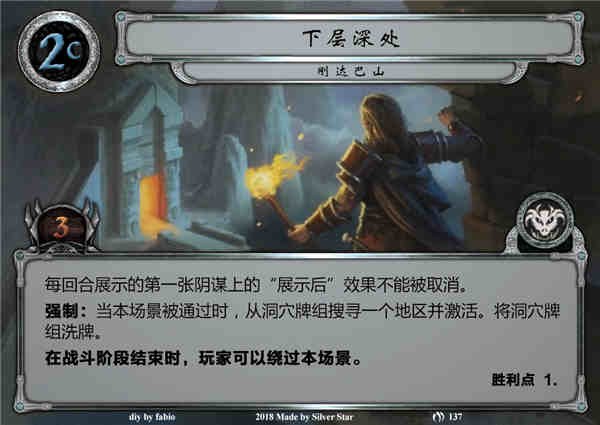 2C
下层深处
刚达巴山
3
每回合展示的第一张阴谋上的“展示后”效果不能被取消。
强制：当本场景被通过时，从洞穴牌组搜寻一个地区并激活。将洞穴牌
组洗牌。
在战斗阶段结束时，玩家可以绕过本场景。
胜利点 1.
diy by fabio 2018 Made by Silver Star 137